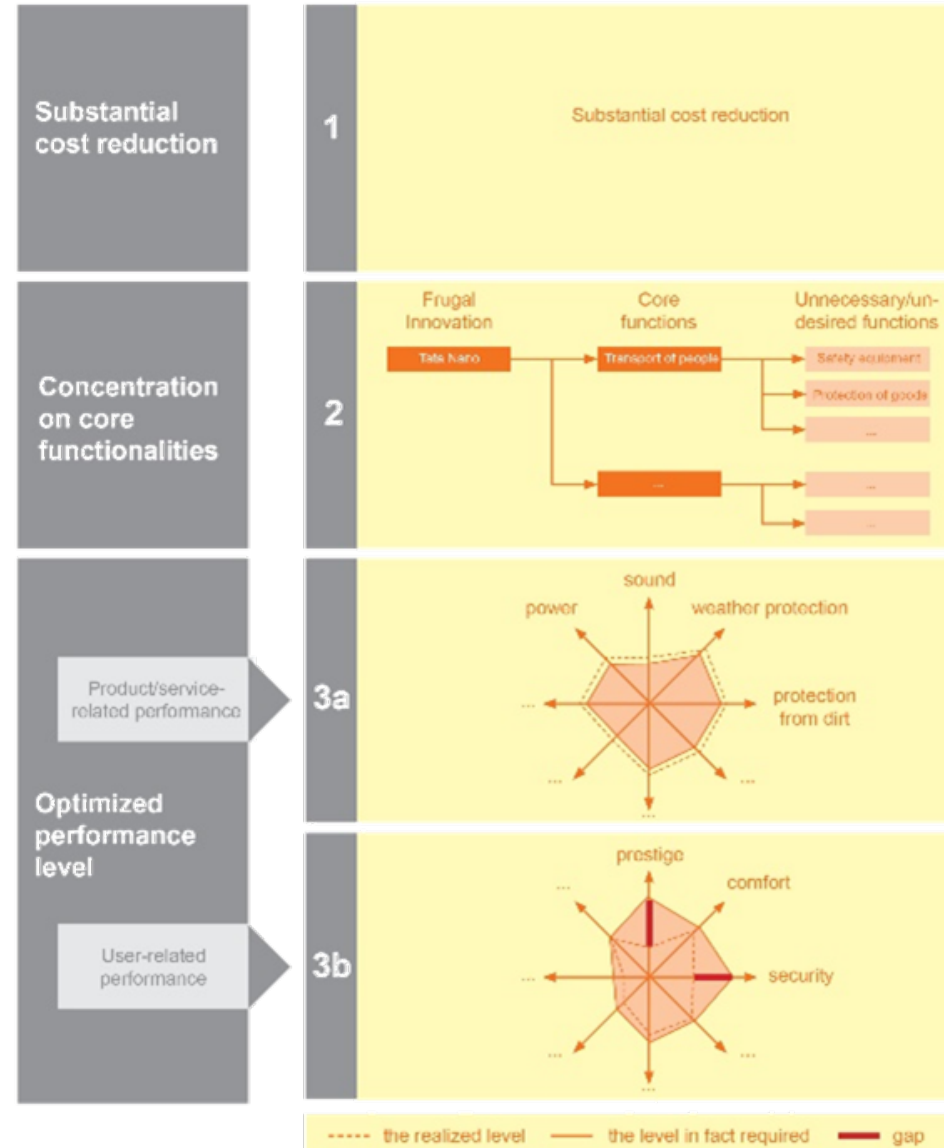 Substantial
cost reduction
1
Substantial cost reduction
Concentration
on core
functionalities
2
Frugal
Innovation
Core
functions
Unnecessary/un-
desired functions
Tata Nano
Transport of people
Safety equipment
Protection of goods
...
...
...
...
Optimized
performance
level
Product/service-
related performance
3a
sound
power
weather protection
...
protection
from dirt
...
...
...
User-related
performance
3b
prestige
...
comfort
...
security
...
...
...
the realized level
the level in fact required
gap